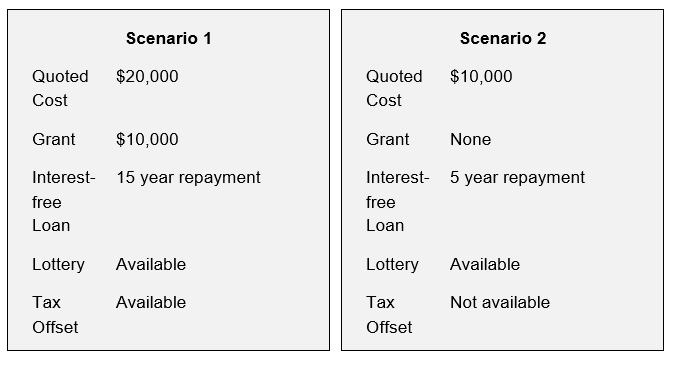 Scenario 1
Quoted Cost $20,000
Grant $10,000
Interest-free Loan 15 year repayment
Lottery Available
Tax Offset Available
Scenario 2
Quoted Cost $10,000
Grant None
Interest-free Loan 5 year repayment
Lottery Available
Tax Offset Not available